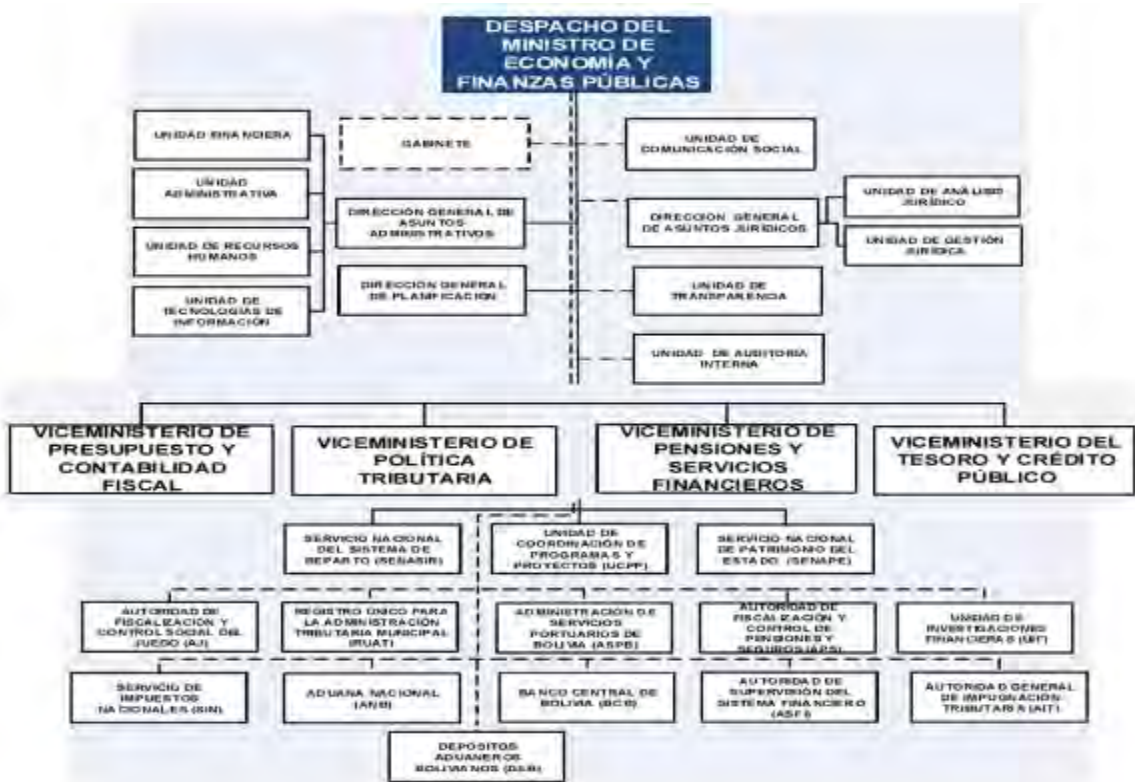 DESPACHO DEL
MINISTRO DE
ECONOMÍA Y
FINANZAS PÚBLICAS
UNIDAD FINANCIERA
GABINETE
UNIDAD DE
COMUNICACIÓN SOCIAL
UNIDAD
ADMINISTRATIVA
DIRECCIÓN GENERAL DE
ASUNTOS
ADMINISTRATIVOS
DIRECCIÓN GENERAL
DE ASUNTOS JURÍDICOS
UNIDAD DE ANÁLISIS
JURÍDICO
UNIDAD DE RECURSOS
HUMANOS
UNIDAD DE GESTIÓN
JURÍDICA
UNIDAD DE
TECNOLOGÍAS DE
INFORMACIÓN
DIRECCIÓN GENERAL
DE PLANIFICACIÓN
UNIDAD DE
TRANSPARENCIA
UNIDAD DE AUDITORIA
INTERNA
VICEMINISTERIO DE
PRESUPUESTO Y
CONTABILIDAD
FISCAL
VICEMINISTERIO DE
POLÍTICA
TRIBUTARIA
VICEMINISTERIO DE
PENSIONES Y
SERVICIOS
FINANCIEROS
VICEMINISTERIO DEL
TESORO Y CRÉDITO
PÚBLICO
SERVICIO NACIONAL
DEL SISTEMA DE
REPARTO (SENASIR)
UNIDAD DE
COORDINACIÓN DE
PROGRAMAS Y
PROYECTOS (UCPP)
SERVICIO NACIONAL
DE PATRIMONIO DEL
ESTADO (SENAPE)
AUTORIDAD DE
FISCALIZACIÓN Y
CONTROL SOCIAL DEL
JUEGO (AJ)
REGISTRO ÚNICO PARA
LA ADMINISTRACIÓN
TRIBUTARIA MUNICIPAL
(RUAT)
ADMINISTRACIÓN DE
SERVICIOS
PORTUARIOS DE
BOLIVIA (ASPB)
AUTORIDAD DE
FISCALIZACIÓN Y
CONTROL DE
PENSIONES Y
SEGUROS (APS)
UNIDAD DE
INVESTIGACIONES
FINANCIERAS (UIF)
SERVICIO DE
IMPUESTOS
NACIONALES (SIN)
ADUANA NACIONAL
(ANB)
BANCO CENTRAL DE
BOLIVIA (BCB)
AUTORIDAD DE
SUPERVISIÓN DEL
SISTEMA FINANCIERO
(ASFI)
AUTORIDAD GENERAL
DE IMPUGNACIÓN
TRIBUTARIA (AIT)
DEPÓSITOS
ADUANEROS
BOLIVIANOS (DAB)